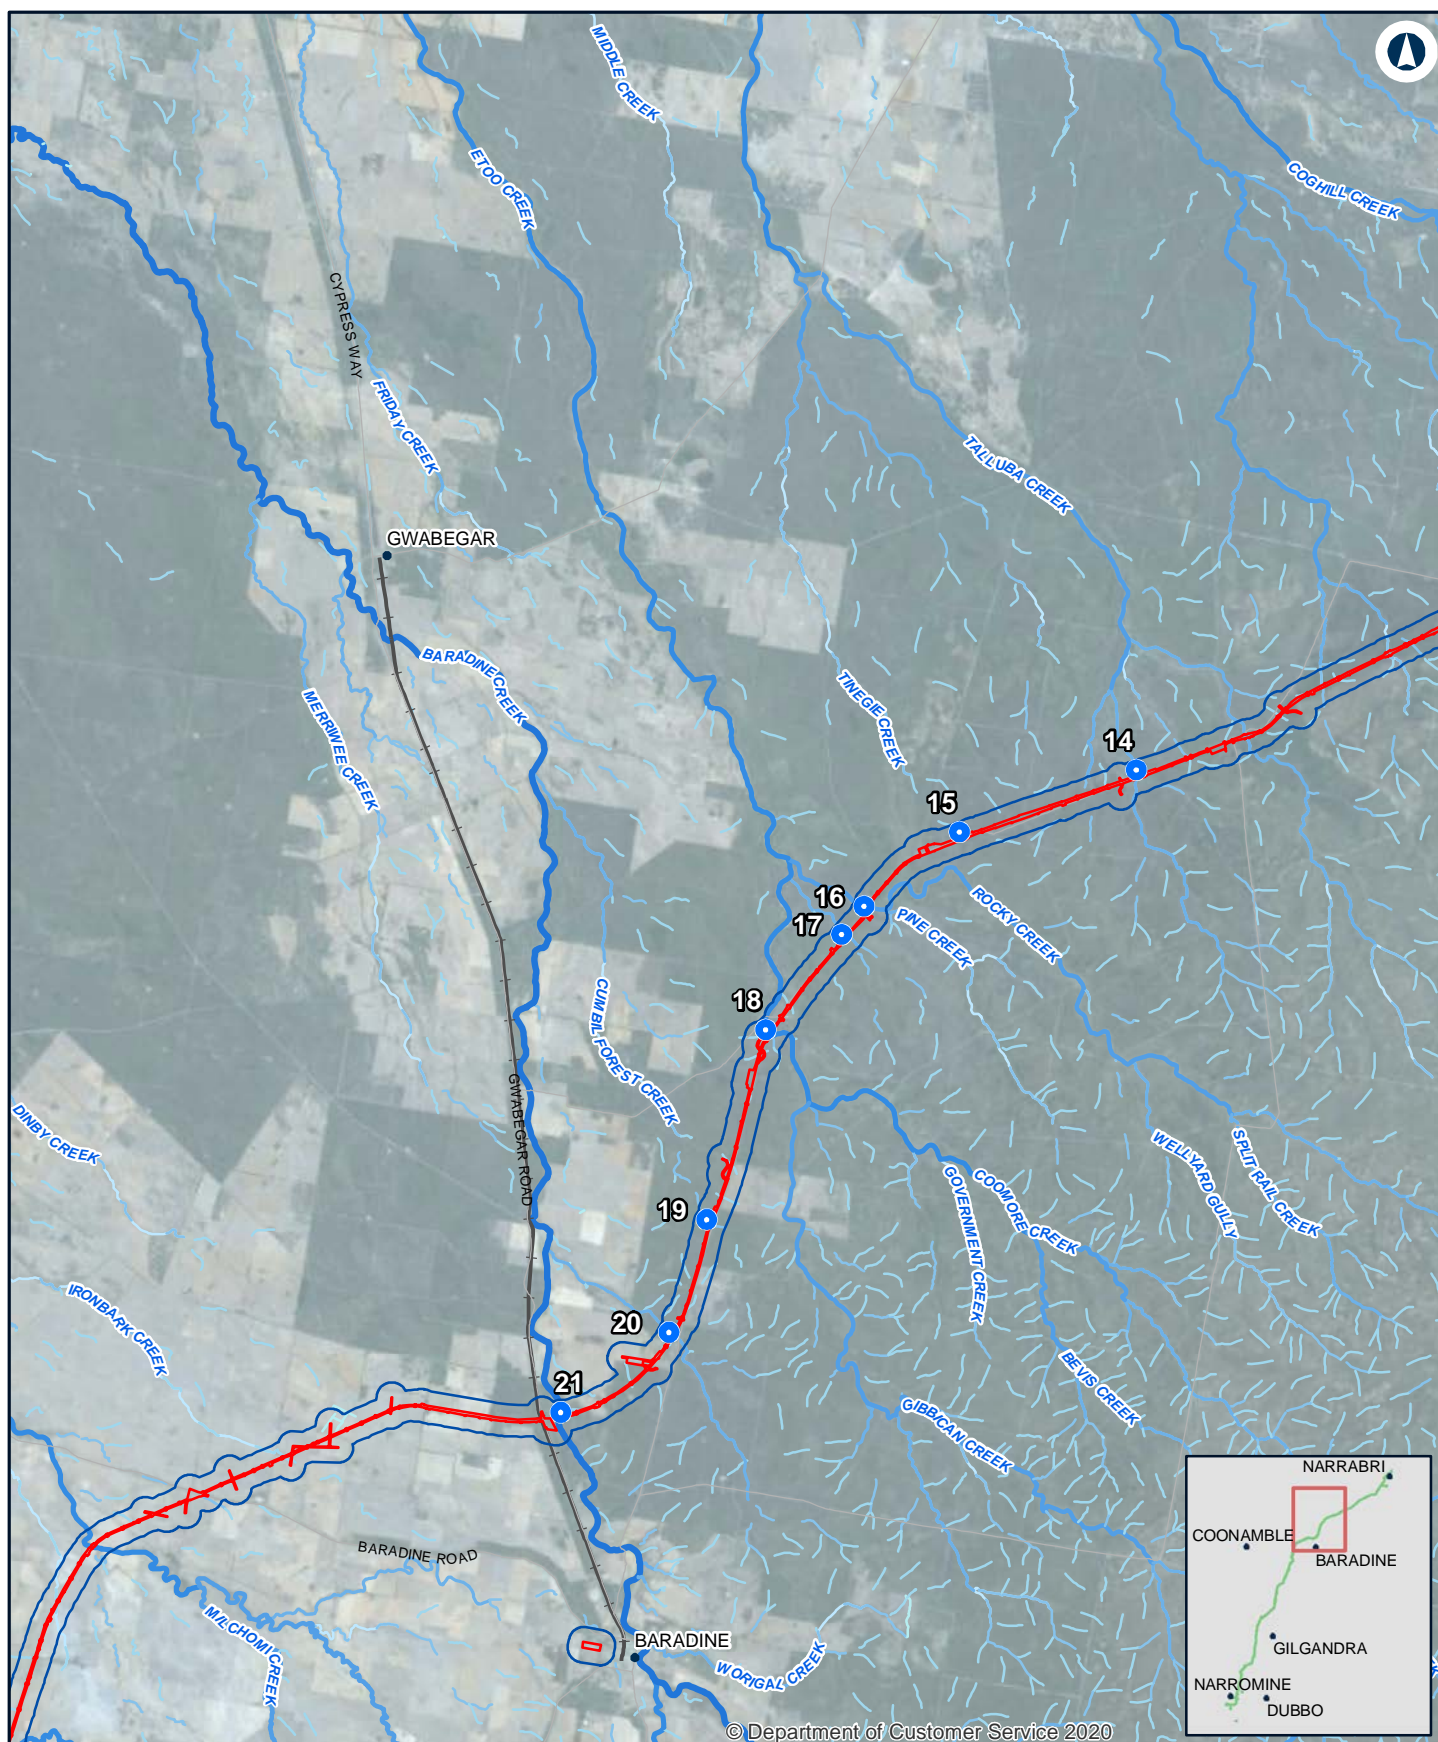 MIDDLE CREEK
ETOO CREEK
COGHILL CREEK
CYPRESS WAY
FRIDAY CREEK
TALLUBA CREEK
GWABEGAR
BARADINE CREEK
MERRIWEE CREEK
TINEGIE CREEK
14
15
16
17
PINE CREEK
ROCKY CREEK
18
CUMBIL FOREST CREEK
GWABEGAR ROAD
DINBY CREEK
WELLYARD GULLY
SPLIT RAIL CREEK
GOVERNMENT CREEK
COOMORE CREEK
19
IRONBARK CREEK
20
BEVIS CREEK
21
GIBBICAN CREEK
BARADINE ROAD
MILCHOMI CREEK
BARADINE
WORIGAL CREEK
NARRABRI
COONAMBLE
BARADINE
GILGANDRA
NARROMINE
DUBBO
© Department of Customer Service 2020